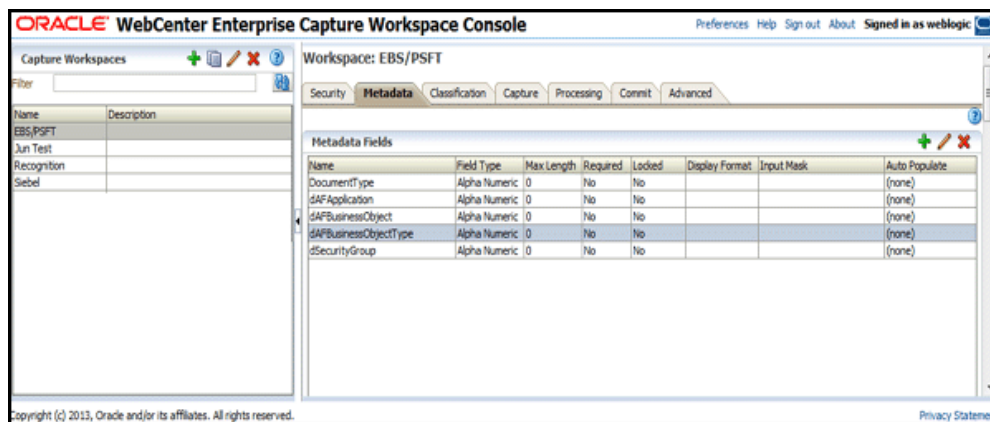 ORACLE WebCenter Enterprise Capture Workspace Console
Preferences Help Sign out About Signed in as weblogic
Capture Workspaces
Filter
Name Description
EBS/PSFT
Jun Test
Recognition
Siebel
Workspace: EBS/PSFT
Security Metadata Classification Capture Processing Commit Advanced
Metadata Fields
Name Field Type Max Length Required Locked Display Format Input Mask Auto Populate
DocumentType Alpha Numeric 0 No No (none)
dAFApplication Alpha Numeric 0 No No (none)
dAFBusinessObject Alpha Numeric 0 No No (none)
dAFBusinessObjectType Alpha Numeric 0 No No (none)
dSecurityGroup Alpha Numeric 0 No No (none)
Copyright (c) 2013, Oracle and/or its affiliates. All rights reserved.
Privacy Stateme